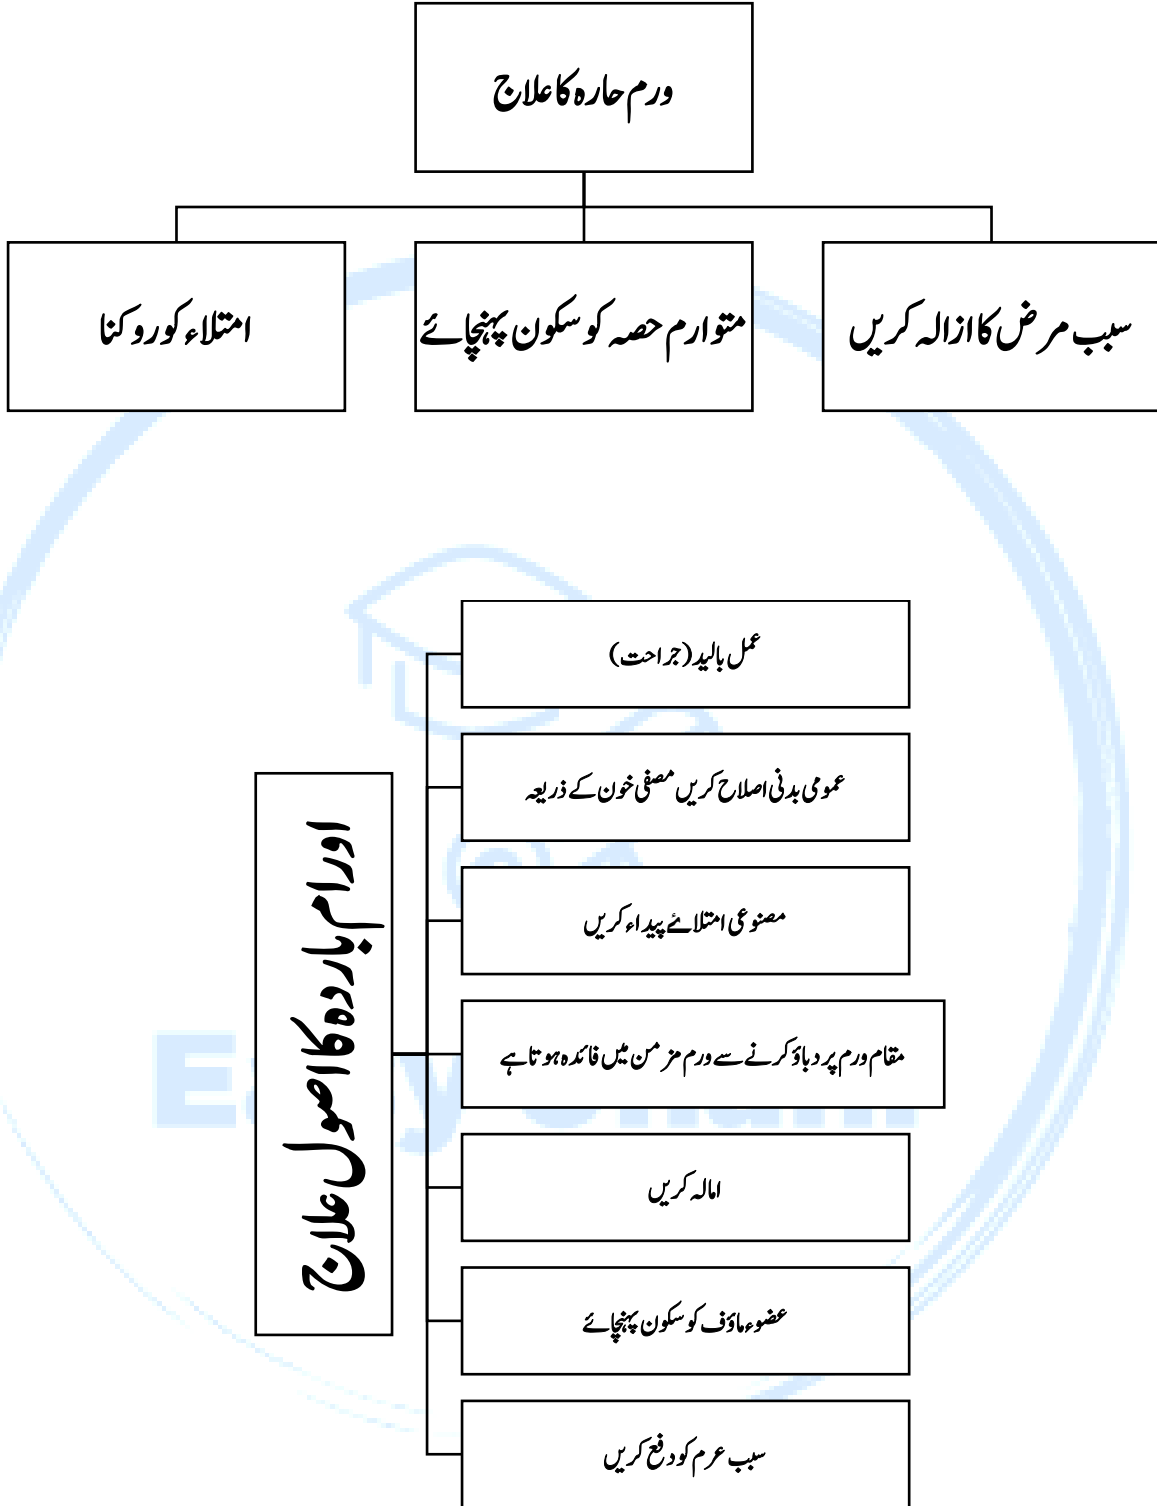 ورم حارہ کا علاج
سبب مرض کا ازالہ کریں
متوارم حصہ کو سکون پہنچائے
امتلاء کو روکنا
اورام باردہ کا اصول علاج
عمل بالید (جراحت)
عمومی بدنی اصلاح کریں مصفی خون کے ذریعہ
مصنوعی امتلائے پیداء کریں
مقام ورم پر دباؤ کرنے سے ورم مزمن میں فائدہ ہوتا ہے
امالہ کریں
عضوء ماؤف کو سکون پہنچائے
سبب عرم کو دفع کریں